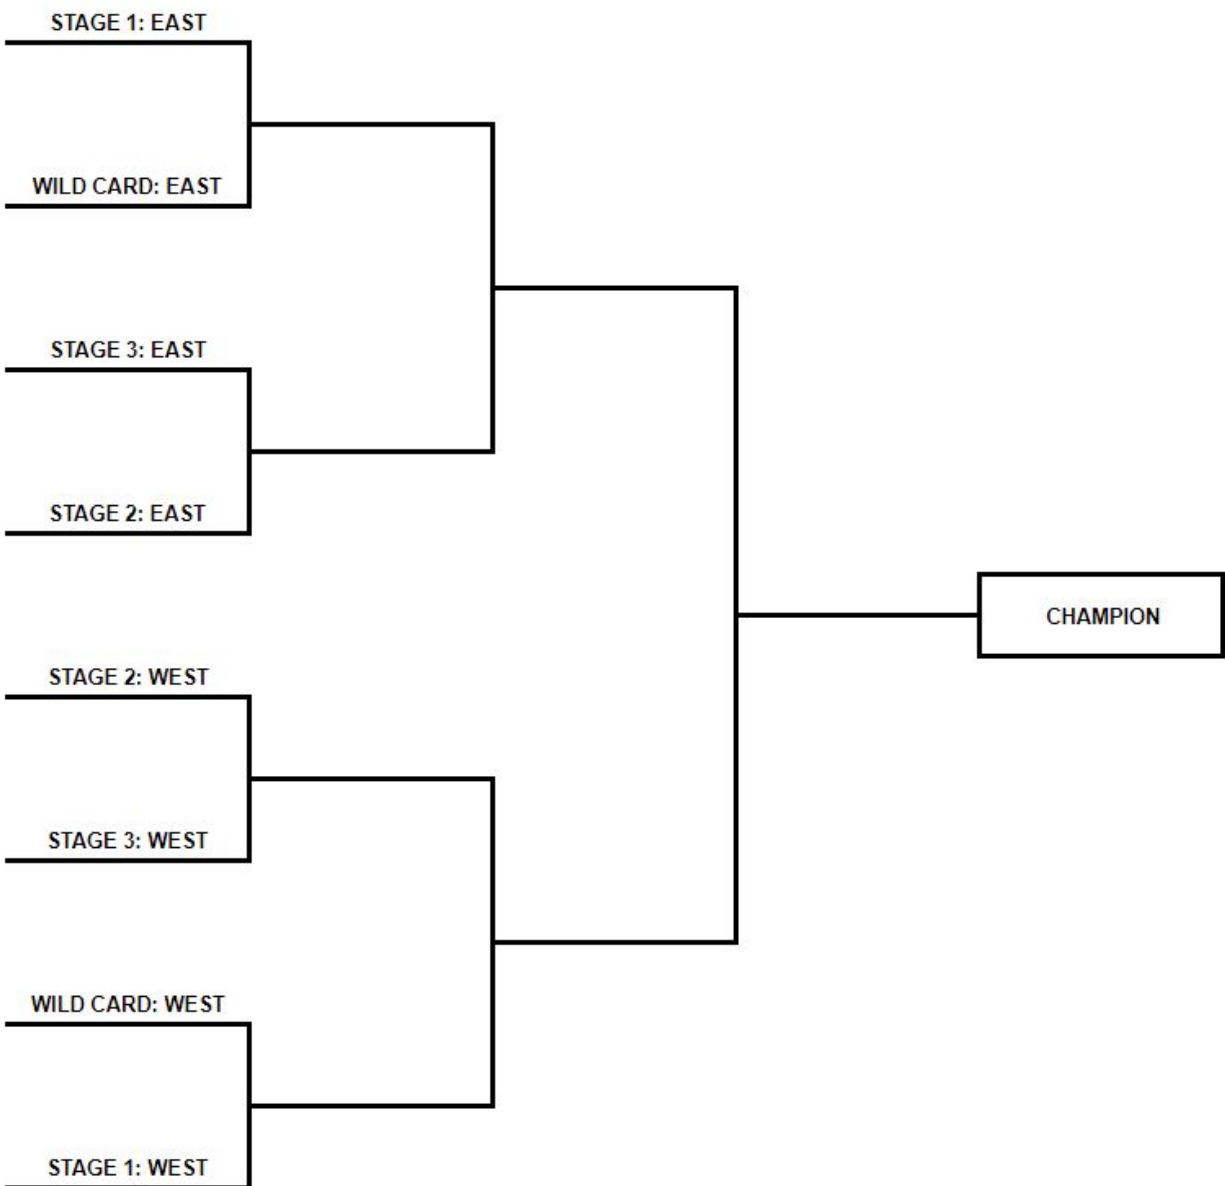 STAGE 1: EAST
WILD CARD: EAST
STAGE 3: EAST
STAGE 2: EAST
CHAMPION
STAGE 2: WEST
STAGE 3: WEST
WILD CARD: WEST
STAGE 1: WEST